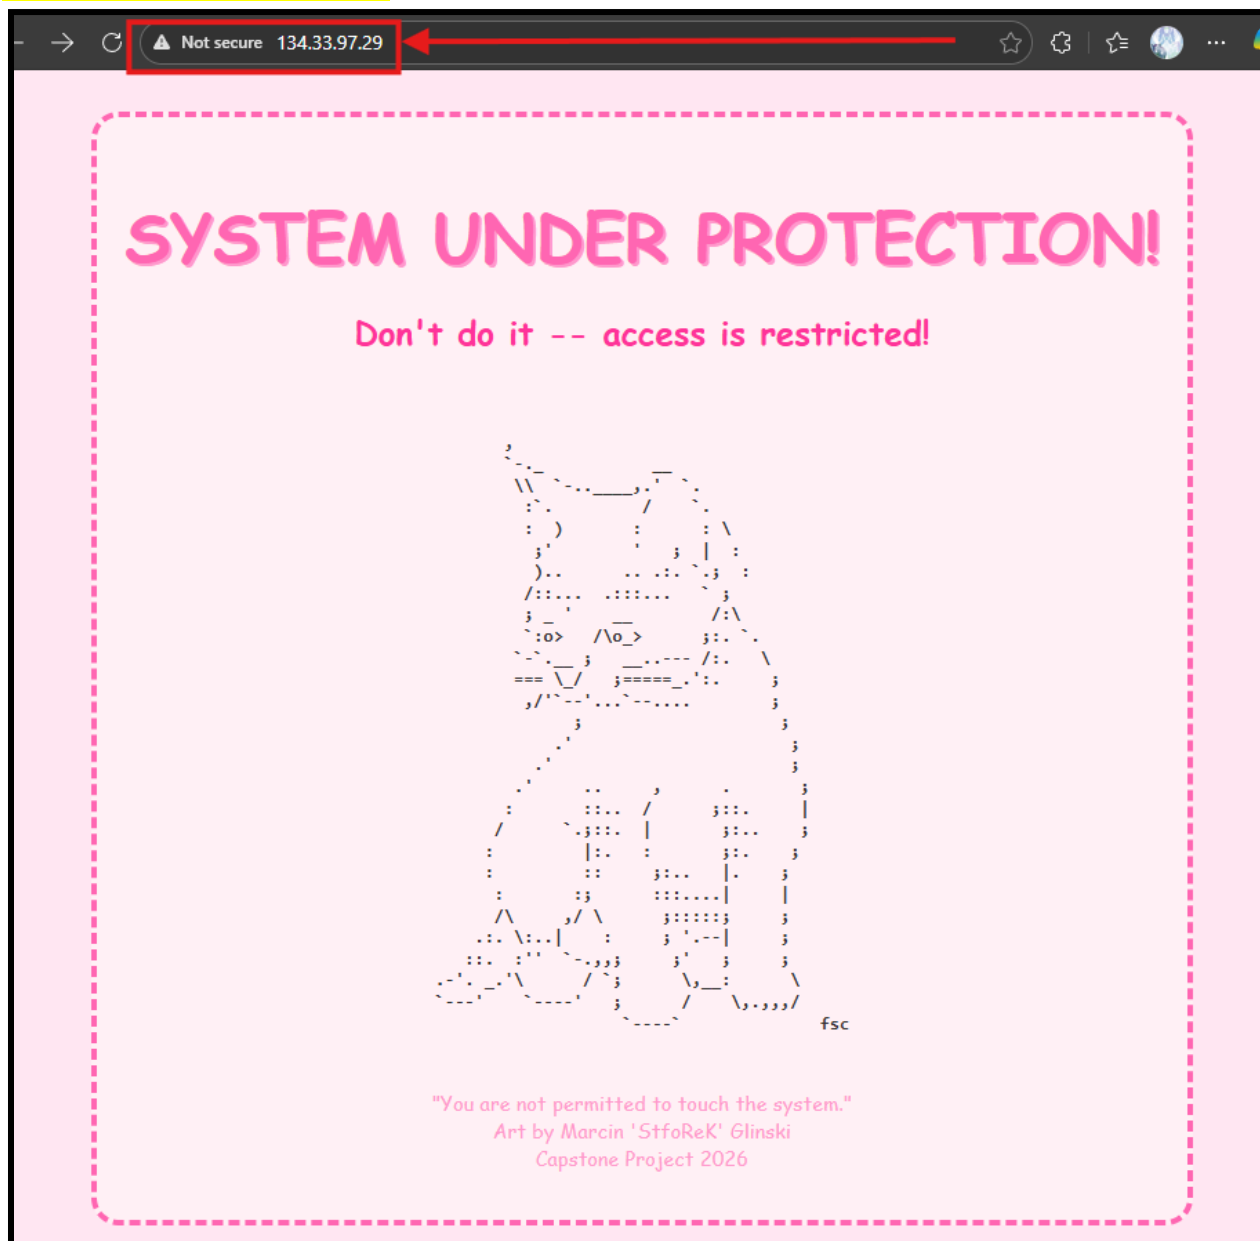 Not secure 134.33.97.29
SYSTEM UNDER PROTECTION!
Don't do it -- access is restricted!
fsc
"You are not permitted to touch the system."
Art by Marcin 'StfoReK' Glinski
Capstone Project 2026